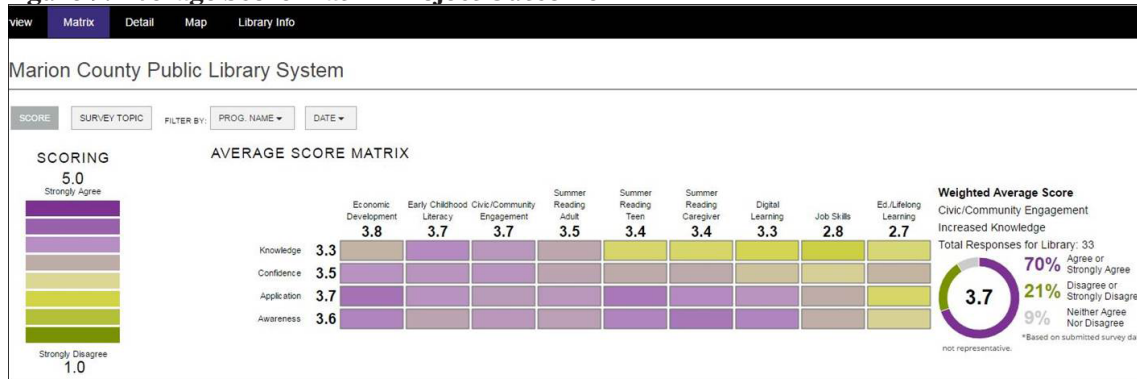 view Matrix Detail Map Library Info
Marion County Public Library System
SCORE SURVEY TOPIC FILTER BY: PROG. NAME DATE
SCORING
5.0
Strongly Agree
Strongly Disagree
1.0
AVERAGE SCORE MATRIX
Economic Development 3.8
Early Childhood Literacy 3.7
Civic/Community Engagement 3.7
Summer Reading Adult 3.5
Summer Reading Teen 3.4
Summer Reading Caregiver 3.4
Digital Learning 3.3
Job Skills 2.8
Ed./Lifelong Learning 2.7
Knowledge 3.3
Confidence 3.5
Application 3.7
Awareness 3.6
Weighted Average Score
Civic/Community Engagement
Increased Knowledge
Total Responses for Library: 33
3.7
70% Agree or Strongly Agree
21% Disagree or Strongly Disagre
9% Neither Agree Nor Disagree
*Based on submitted survey da
not representative.